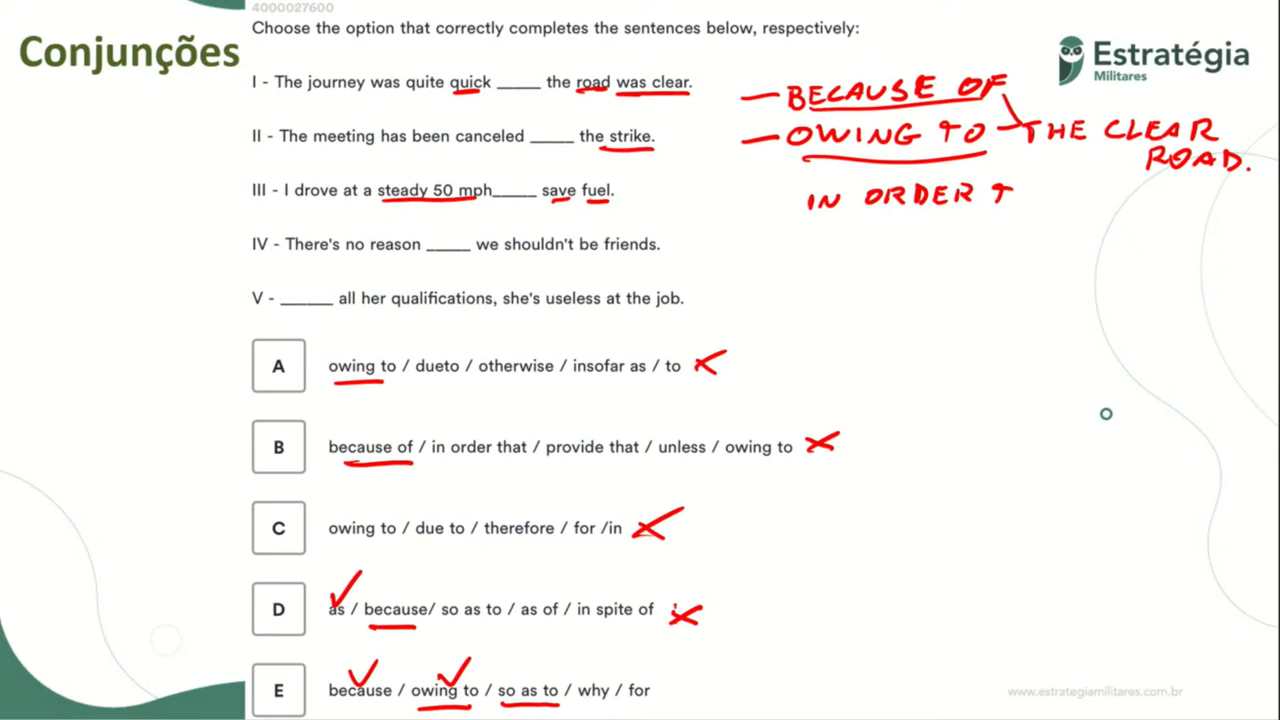 4000027600
Conjunções
Choose the option that correctly completes the sentences below, respectively:
Estratégia
Militares
I - The journey was quite quick _____ the road was clear.
II - The meeting has been canceled _____ the strike.
III - I drove at a steady 50 mph_____ save fuel.
IV - There's no reason _____ we shouldn't be friends.
V - ______ all her qualifications, she's useless at the job.
— BECAUSE OF
— OWING TO — THE CLEAR
ROAD.
IN ORDER
A owing to / dueto / otherwise / insofar as / to
B because of / in order that / provide that / unless / owing to
C owing to / due to / therefore / for /in
D as / because/ so as to / as of / in spite of
E because / owing to / so as to / why / for
www.estrategiamilitares.com.br